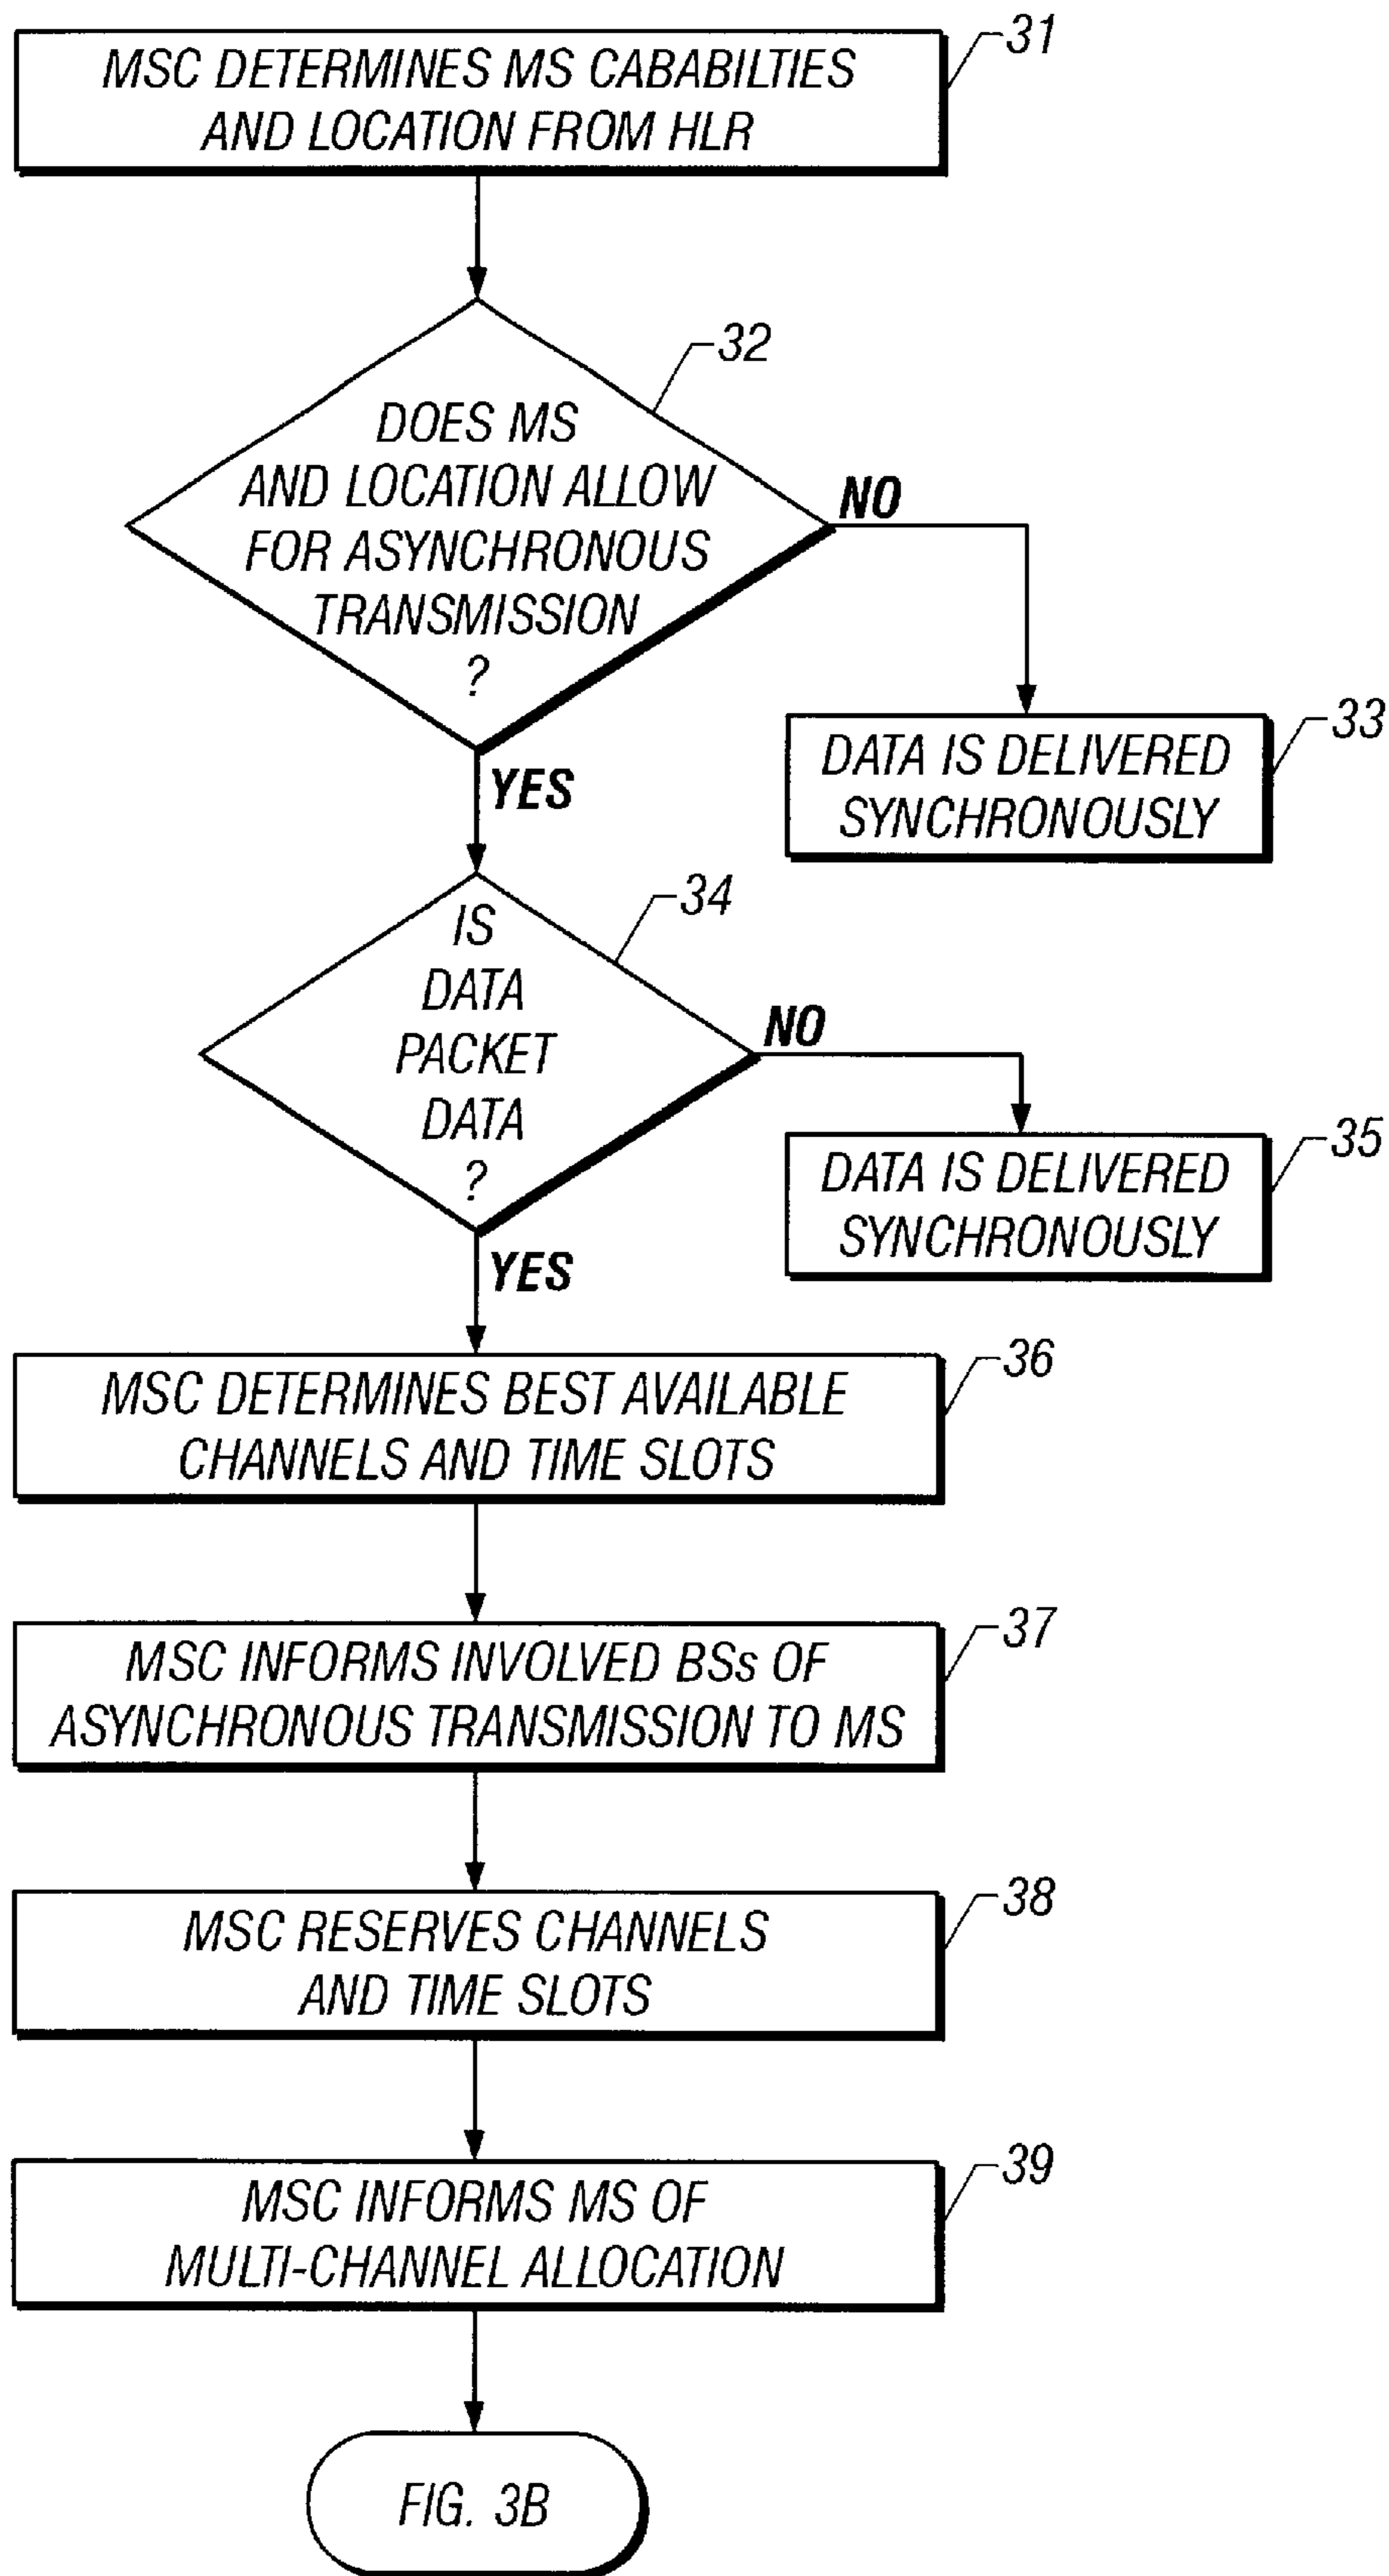 31
MSC DETERMINES MS CABABILTIES
AND LOCATION FROM HLR
32
DOES MS
AND LOCATION ALLOW
FOR ASYNCHRONOUS
TRANSMISSION
?
NO
33
DATA IS DELIVERED
SYNCHRONOUSLY
YES
34
IS
DATA
PACKET
DATA
?
NO
35
DATA IS DELIVERED
SYNCHRONOUSLY
YES
36
MSC DETERMINES BEST AVAILABLE
CHANNELS AND TIME SLOTS
37
MSC INFORMS INVOLVED BSs OF
ASYNCHRONOUS TRANSMISSION TO MS
38
MSC RESERVES CHANNELS
AND TIME SLOTS
39
MSC INFORMS MS OF
MULTI-CHANNEL ALLOCATION
FIG. 3B